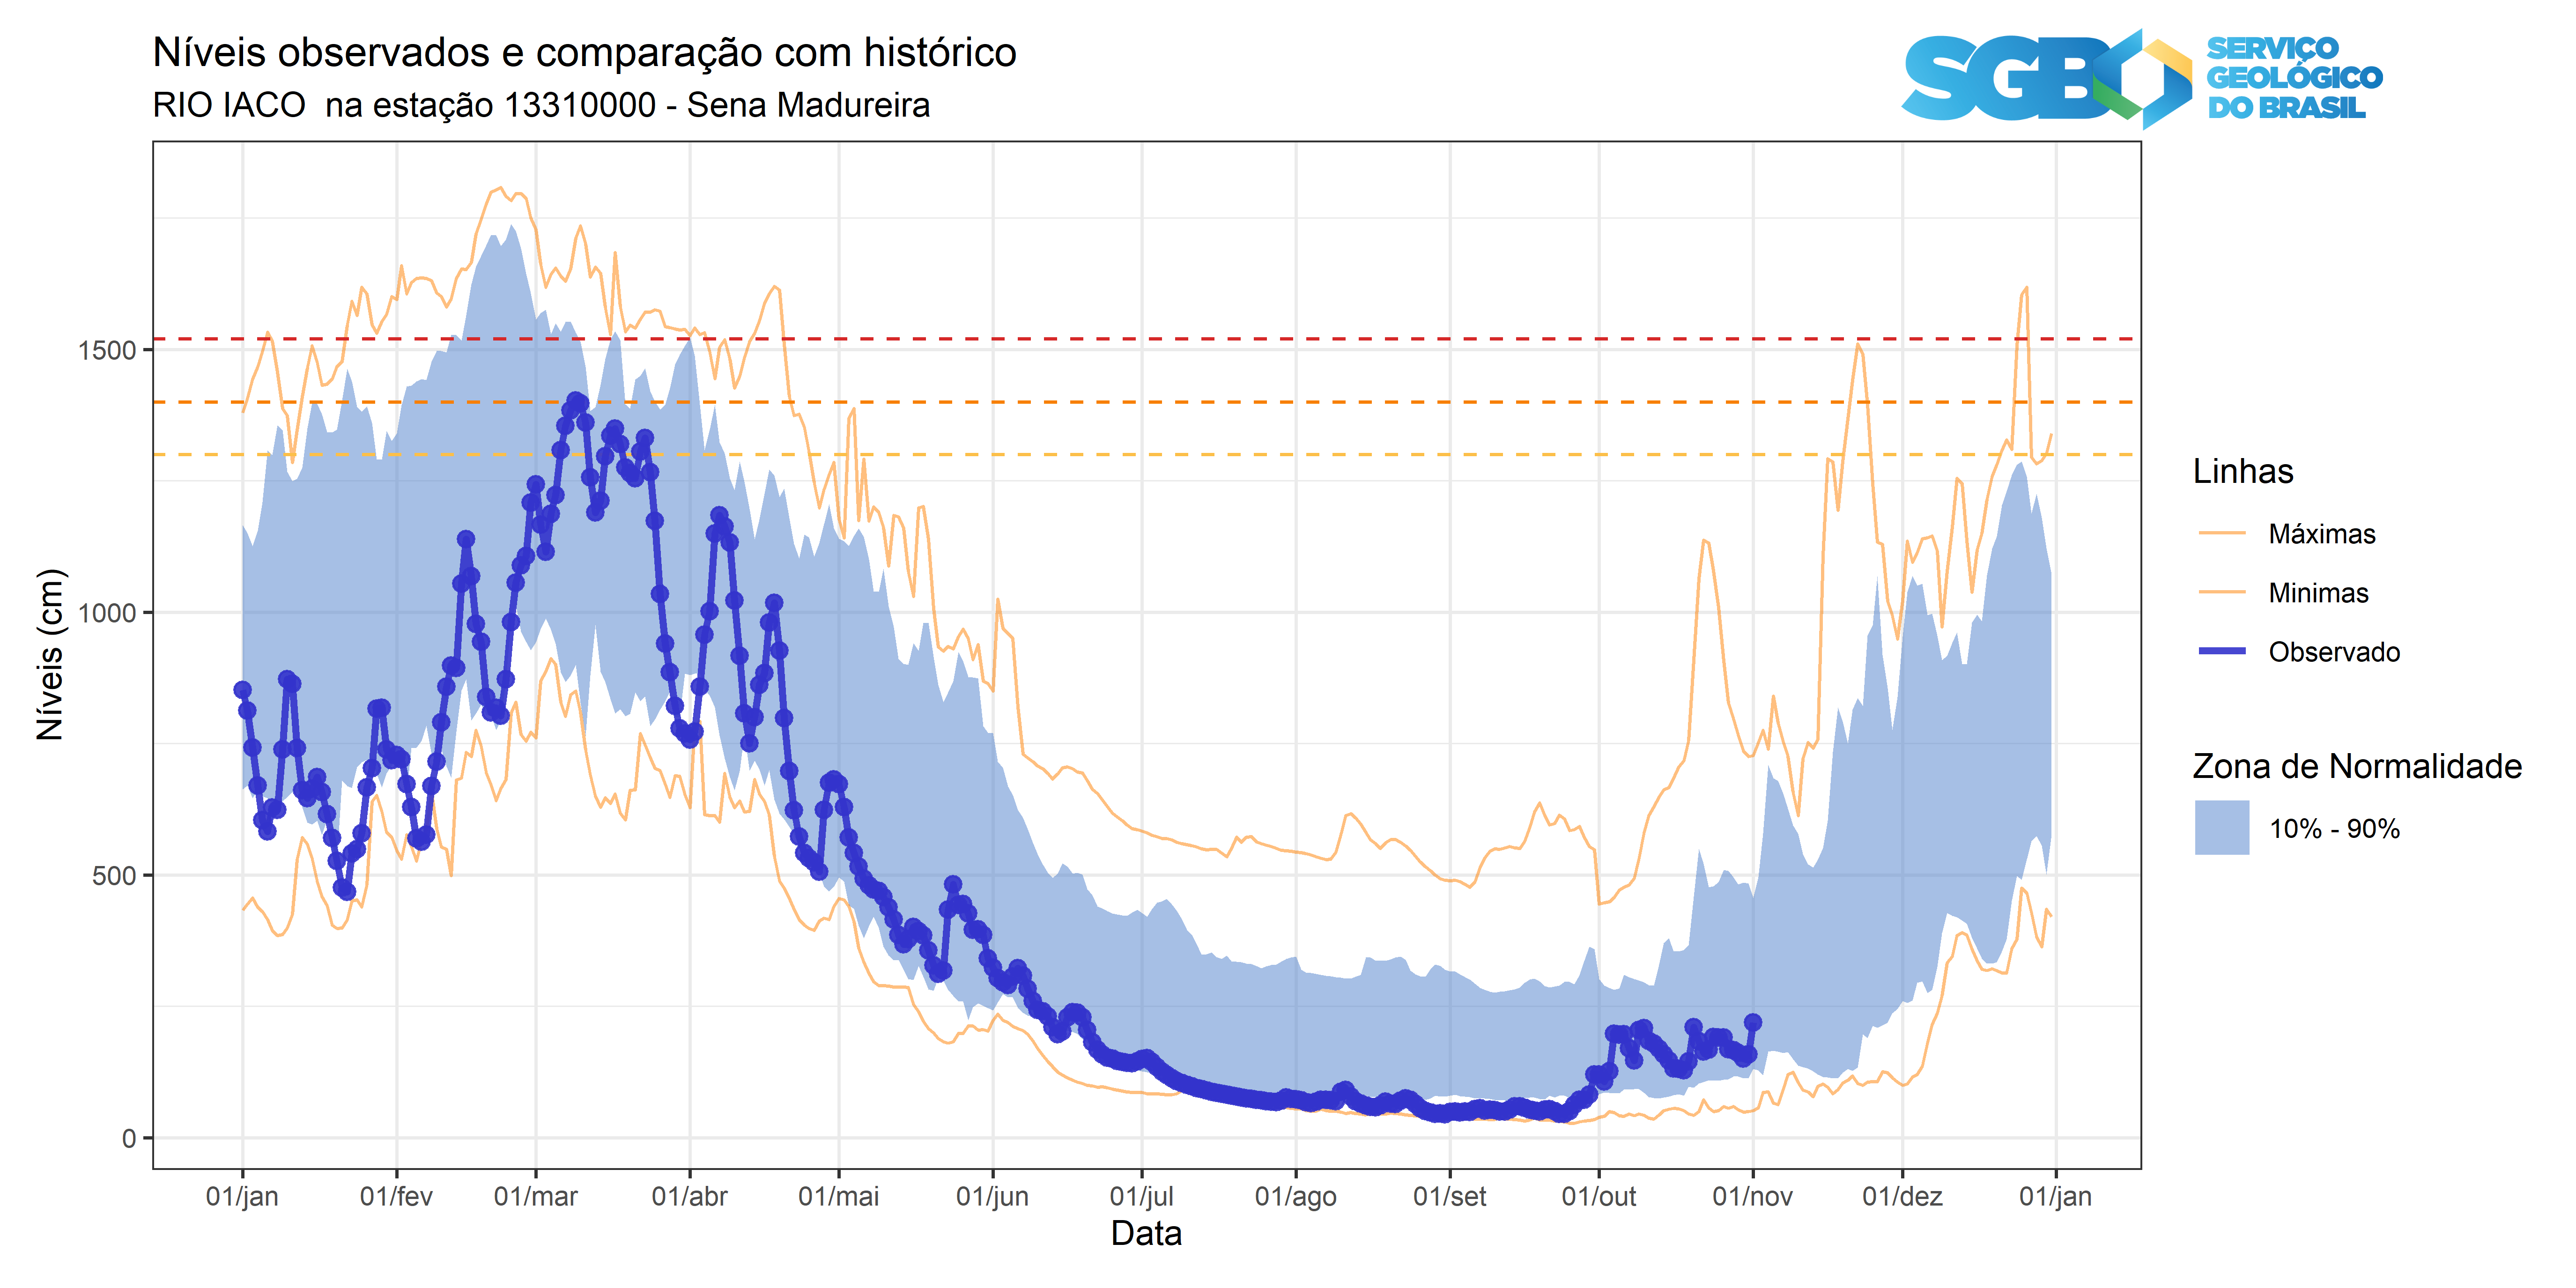 Níveis observados e comparação com histórico
RIO IACO  na estação 13310000 - Sena Madureira
SGB
SERVIÇO
GEOLÓGICO
DO BRASIL
Níveis (cm)
1500
1000
500
0
01/jan
01/fev
01/mar
01/abr
01/mai
01/jun
01/jul
01/ago
01/set
01/out
01/nov
01/dez
01/jan
Data
Linhas
Máximas
Minimas
Observado
Zona de Normalidade
10% - 90%